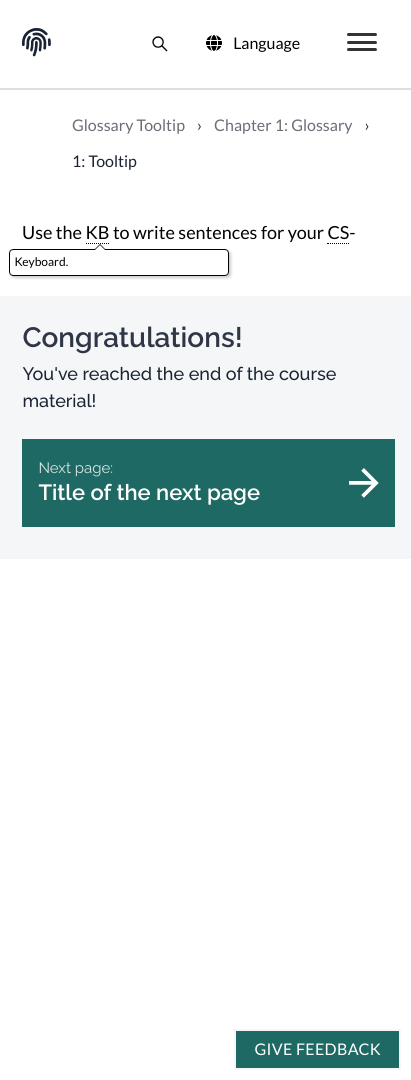 Language
Glossary Tooltip › Chapter 1: Glossary ›
1: Tooltip
Use the KB to write sentences for your CS-
Keyboard.
Congratulations!
You've reached the end of the course
material!
Next page:
Title of the next page
GIVE FEEDBACK